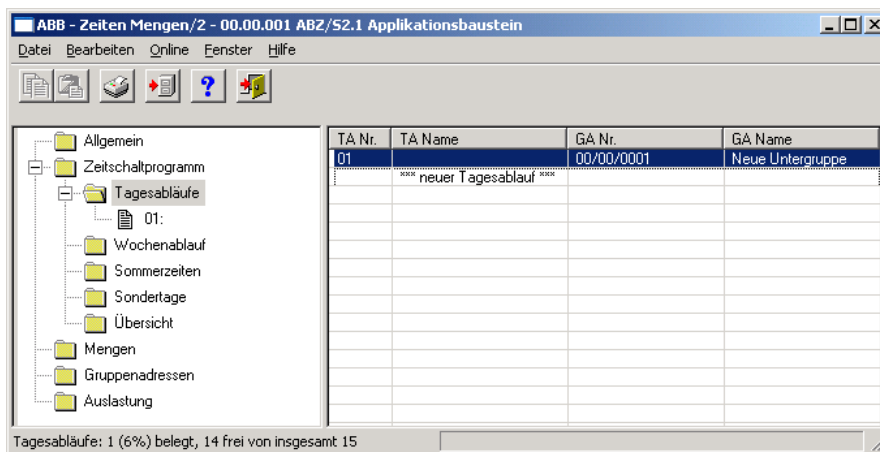 ABB - Zeiten Mengen/2 - 00.00.001 ABZ/S2.1 Applikationsbaustein
Datei Bearbeiten Online Fenster Hilfe
Allgemein
Zeitschaltprogramm
Tagesabläufe
01:
Wochenablauf
Sommerzeiten
Sondertage
Übersicht
Mengen
Gruppenadressen
Auslastung
TA Nr. TA Name GA Nr. GA Name
01 00/00/0001 Neue Untergruppe
*** neuer Tagesablauf ***
Tagesabläufe: 1 (6%) belegt, 14 frei von insgesamt 15